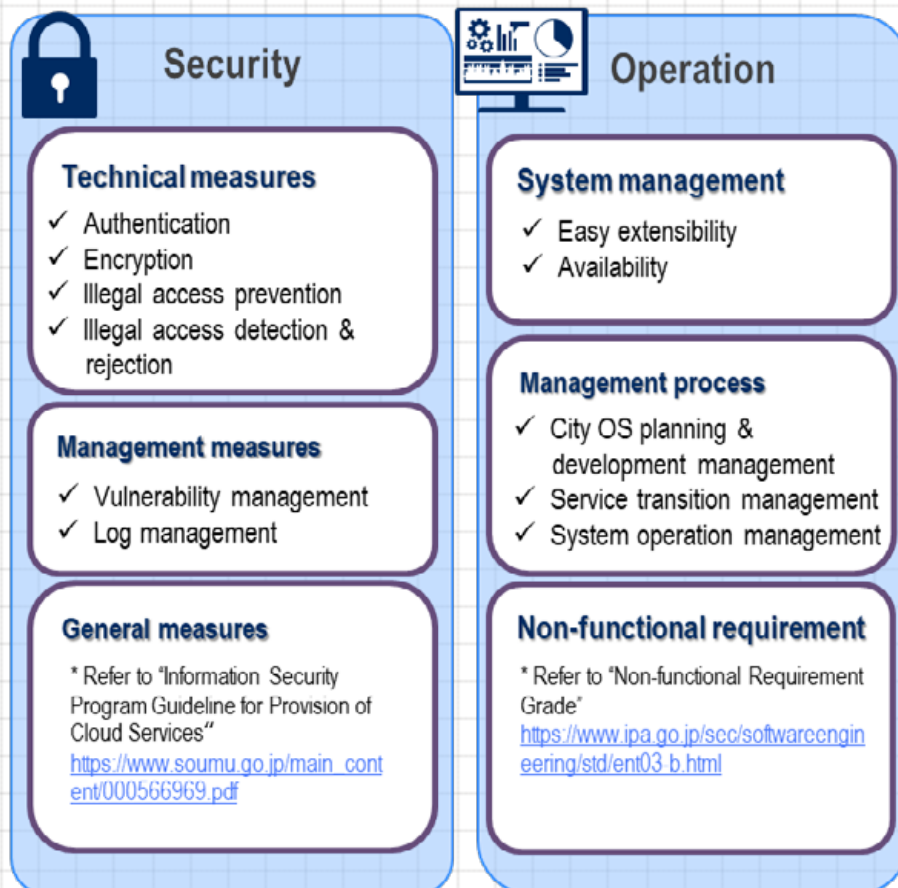 Security
Technical measures
✓ Authentication
✓ Encryption
✓ Illegal access prevention
✓ Illegal access detection &
rejection
Management measures
✓ Vulnerability management
✓ Log management
General measures
* Refer to "Information Security
Program Guideline for Provision of
Cloud Services"
https://www.soumu.go.jp/main_cont
ent/000566969.pdf
Operation
System management
✓ Easy extensibility
✓ Availability
Management process
✓ City OS planning &
development management
✓ Service transition management
✓ System operation management
Non-functional requirement
* Refer to "Non-functional Requirement
Grade"
https://www.ipa.go.jp/sec/softwareengin
eering/std/ent03-b.html